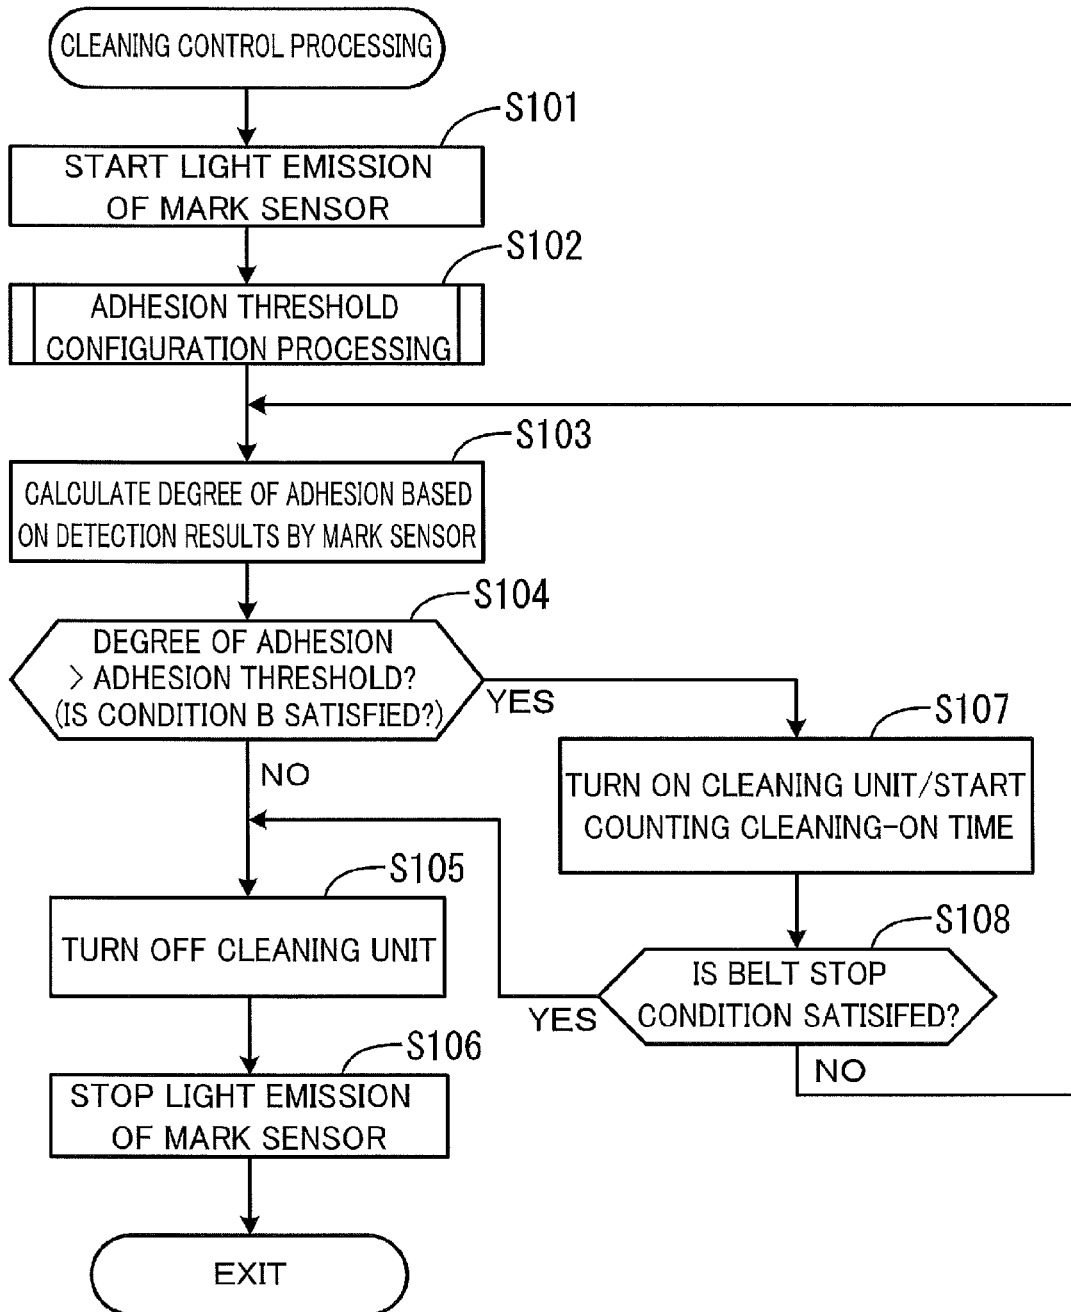 CLEANING CONTROL PROCESSING
S101
START LIGHT EMISSION
OF MARK SENSOR
S102
ADHESION THRESHOLD
CONFIGURATION PROCESSING
S103
CALCULATE DEGREE OF ADHESION BASED
ON DETECTION RESULTS BY MARK SENSOR
S104
DEGREE OF ADHESION
> ADHESION THRESHOLD?
(IS CONDITION B SATISFIED?)
YES
NO
S107
TURN ON CLEANING UNIT/START
COUNTING CLEANING-ON TIME
S108
IS BELT STOP
CONDITION SATISIFED?
YES
NO
S105
TURN OFF CLEANING UNIT
S106
STOP LIGHT EMISSION
OF MARK SENSOR
EXIT